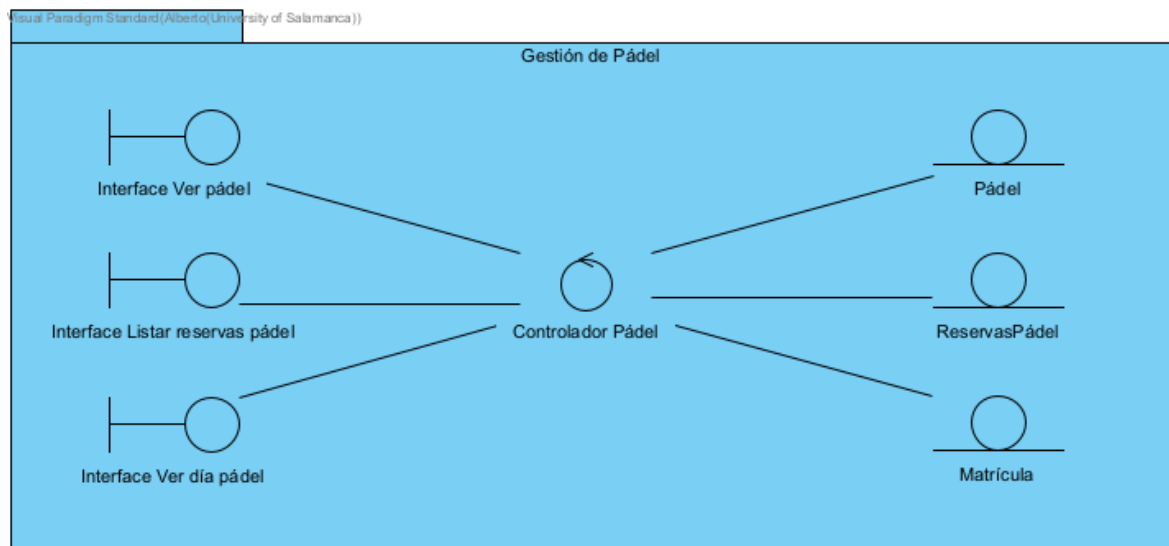 Visual Paradigm Standard(Alberto(University of Salamanca))
Gestión de Pádel
Interface Ver pádel
Pádel
Interface Listar reservas pádel
Controlador Pádel
ReservasPádel
Interface Ver día pádel
Matrícula